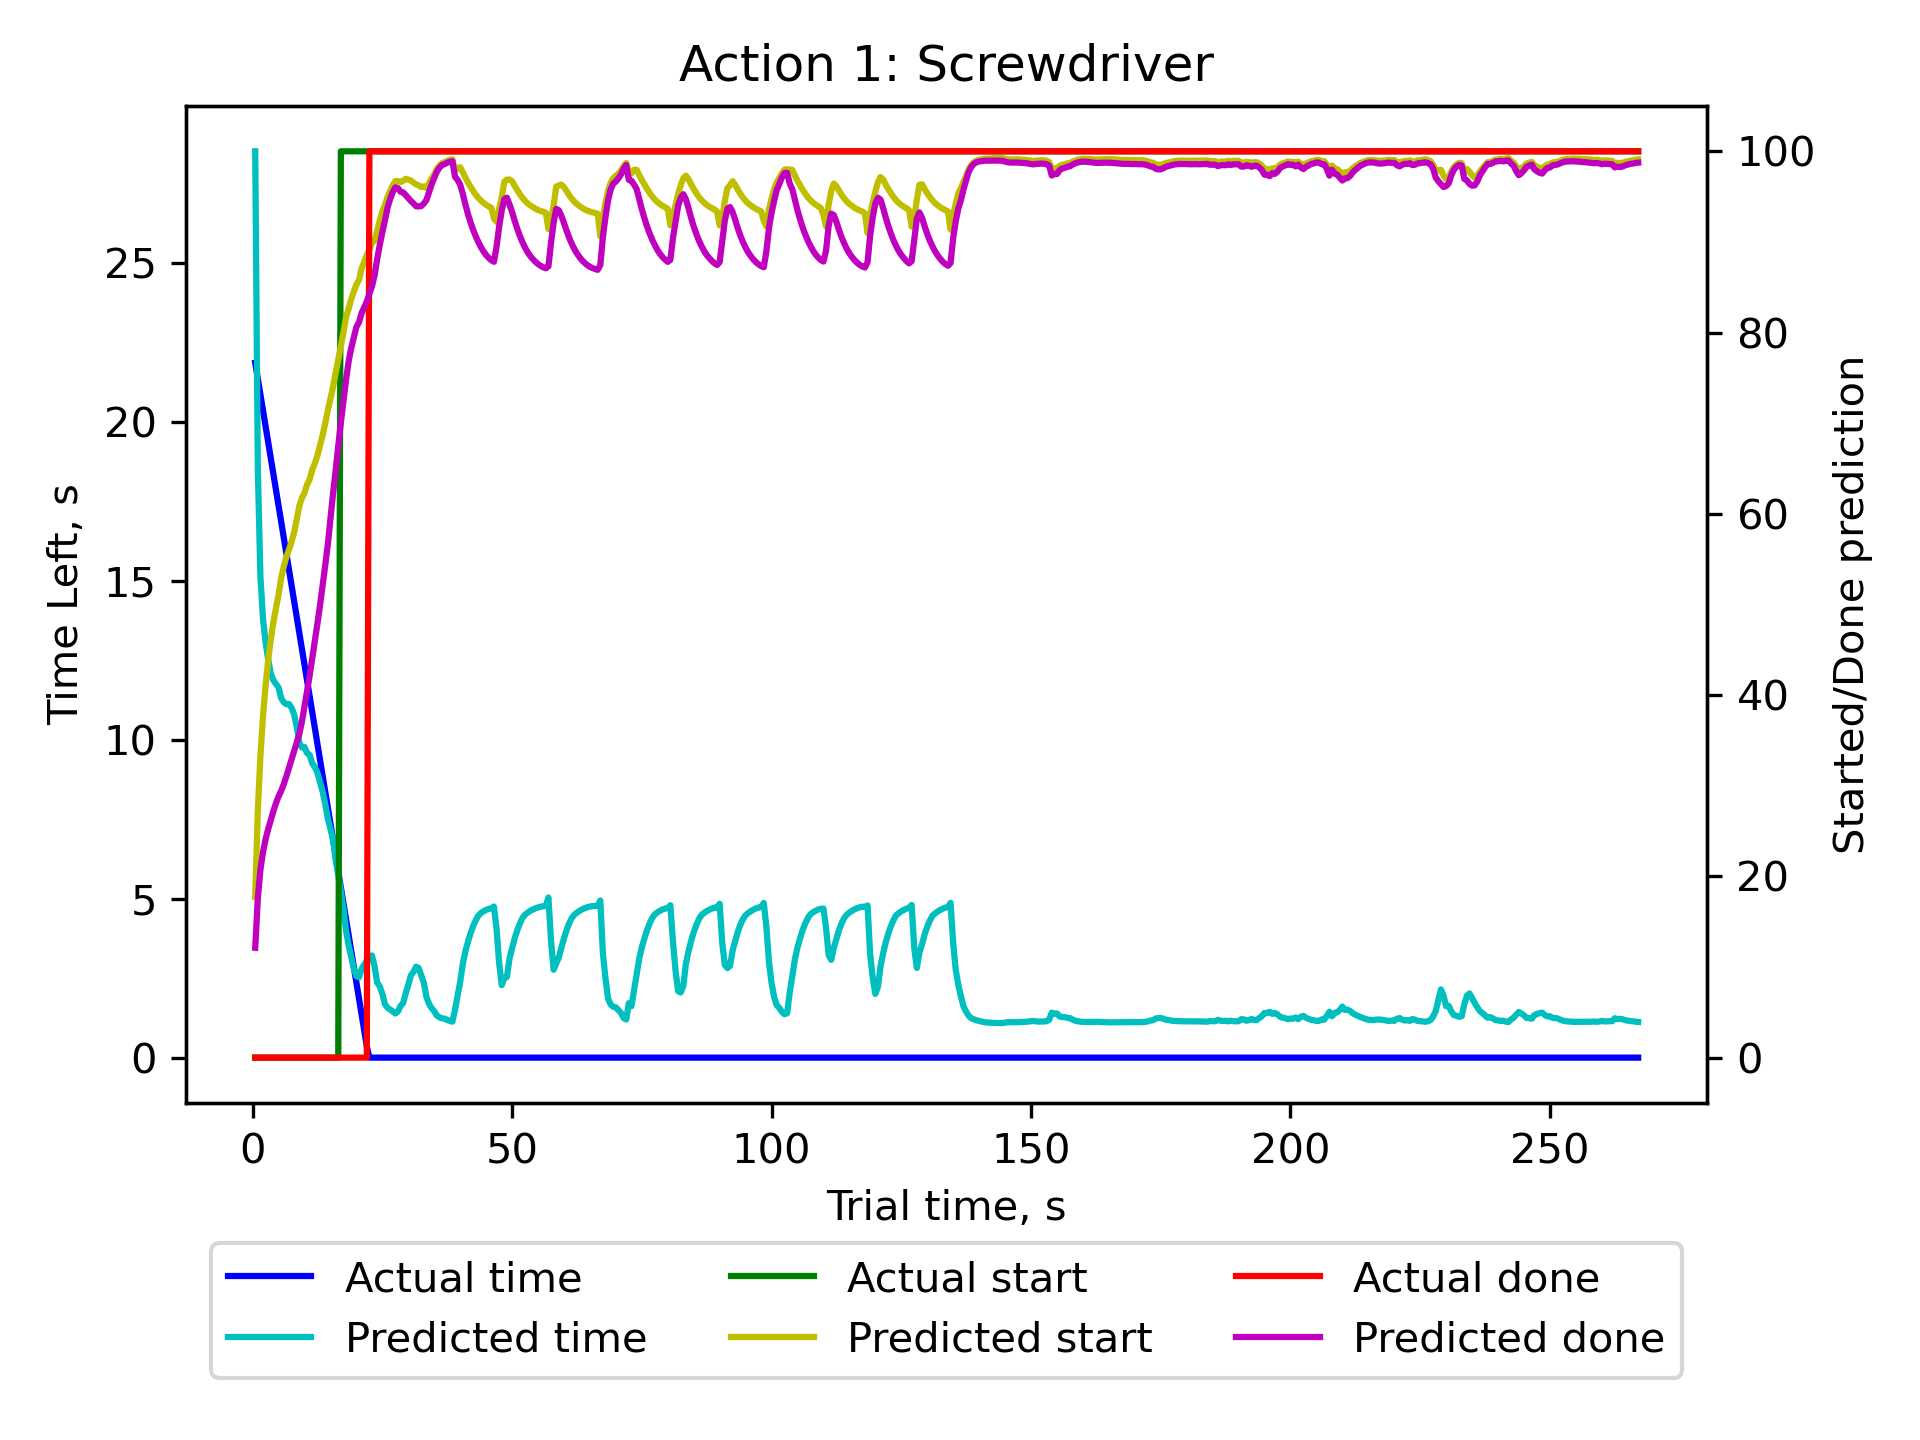 Action 1: Screwdriver
Time Left, s
25
20
15
10
5
0
100
80
60
40
20
0
Started/Done prediction
0 50 100 150 200 250
Trial time, s
Actual time Actual start Actual done
Predicted time Predicted start Predicted done